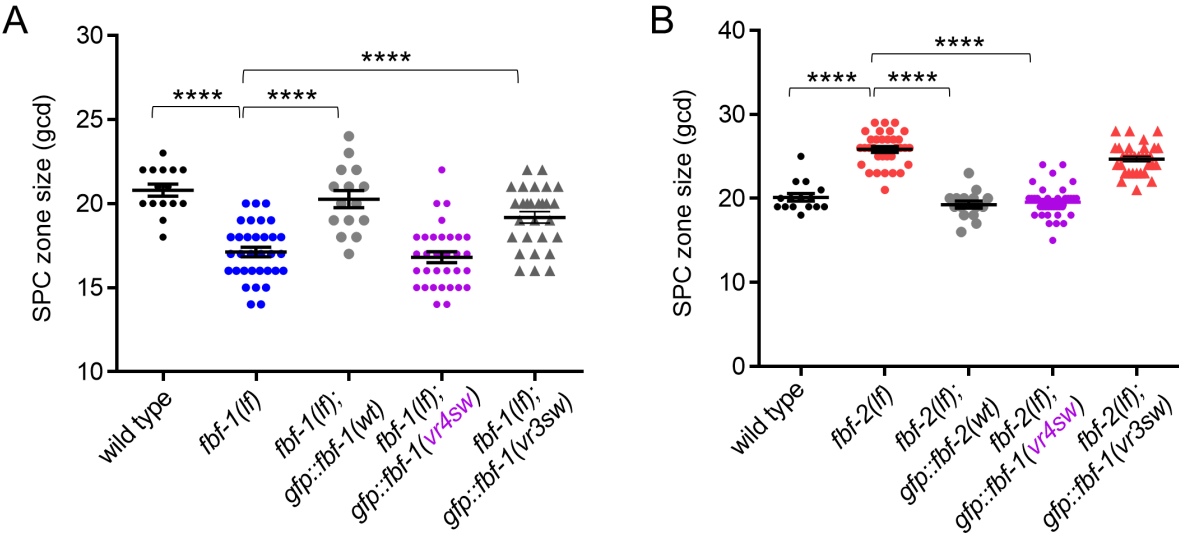 A
30
25
20
15
10
SPC zone size (gcd)
****
****
****
wild type
fbf-1(lf)
fbf-1(lf);
gfp::fbf-1(wt)
fbf-1(lf);
gfp::fbf-1(vr4sw)
fbf-1(lf);
gfp::fbf-1(vr3sw)
B
40
30
20
10
0
SPC zone size (gcd)
****
****
****
wild type
fbf-2(lf)
fbf-2(lf);
gfp::fbf-2(wt)
fbf-2(lf);
gfp::fbf-1(vr4sw)
fbf-2(lf);
gfp::fbf-1(vr3sw)